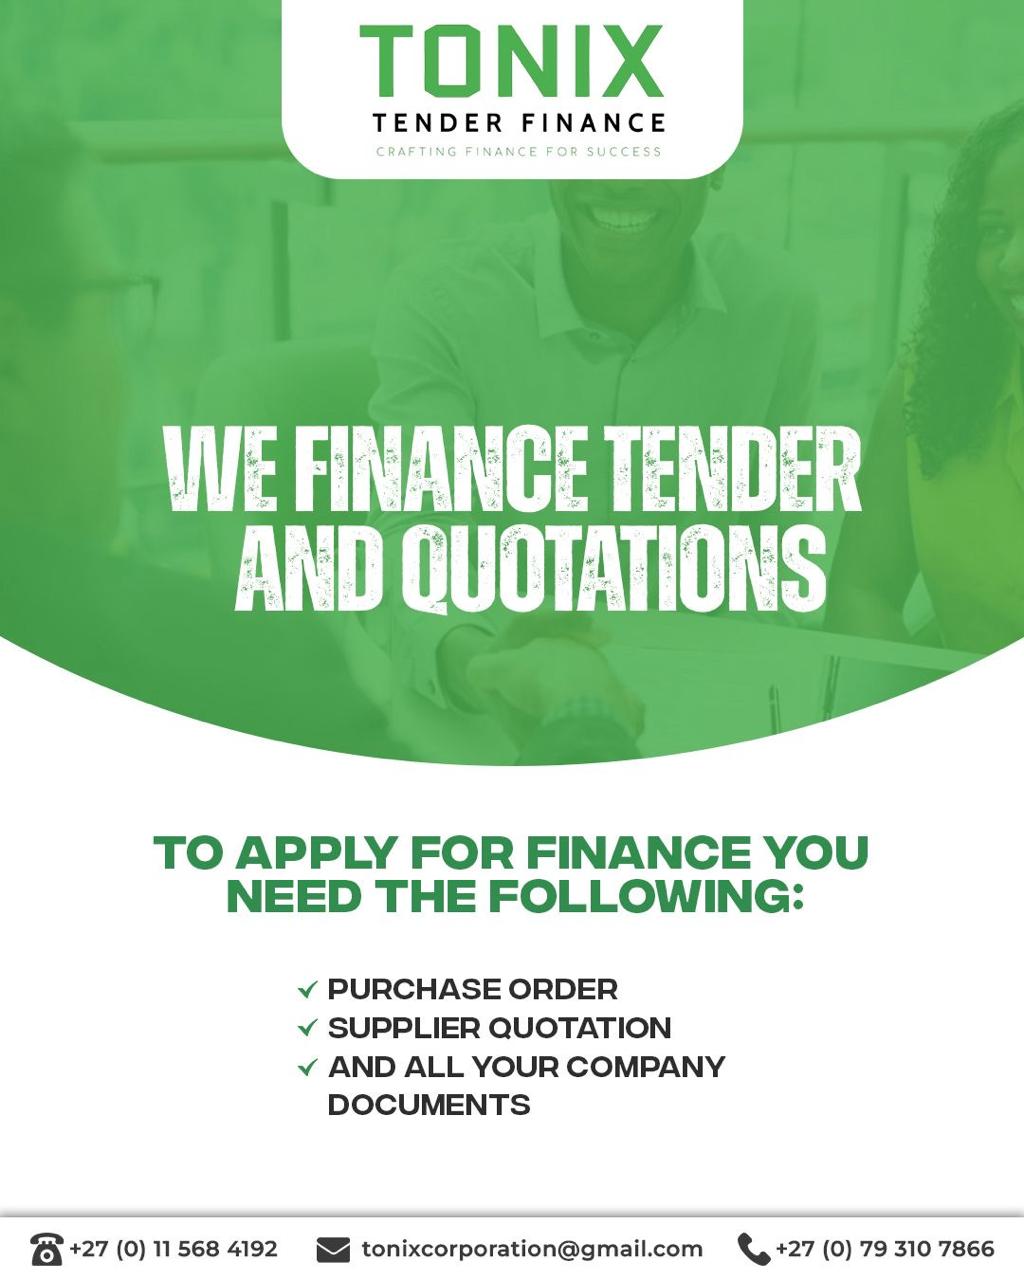 TONIX
TENDER FINANCE
CRAFTING FINANCE FOR SUCCESS
WE FINANCE TENDER
AND QUOTATIONS
TO APPLY FOR FINANCE YOU
NEED THE FOLLOWING:
PURCHASE ORDER
SUPPLIER QUOTATION
AND ALL YOUR COMPANY
DOCUMENTS
+27 (0) 11 568 4192 tonixcorporation@gmail.com +27 (0) 79 310 7866